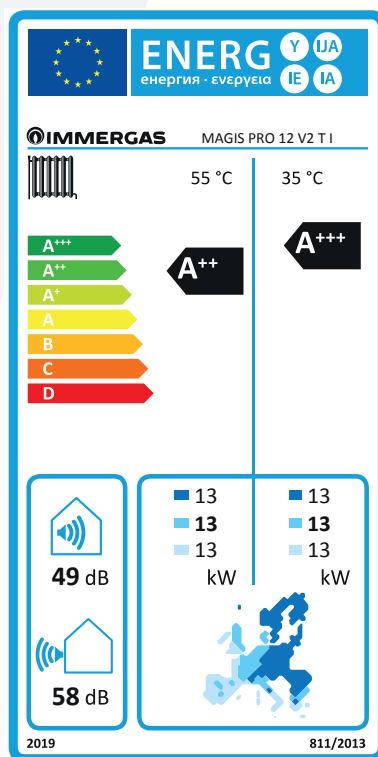 ENERG
енергия · ενεργεια
Y IJA
IE IA
IMMERGAS MAGIS PRO 12 V2 T I
55 °C 35 °C
A+++
A++
A+
A
B
C
D
A++
A+++
49 dB
58 dB
13 13
13 13
13 13
kW kW
2019 811/2013